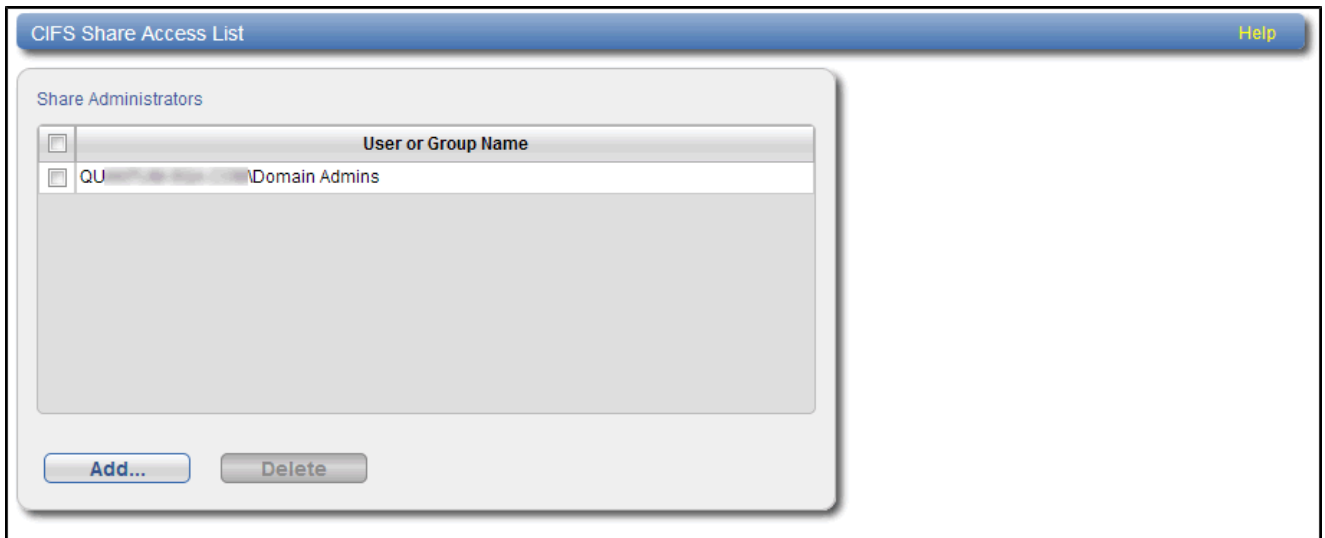 CIFS Share Access List
Help
Share Administrators
User or Group Name
QU \Domain Admins
Add...
Delete